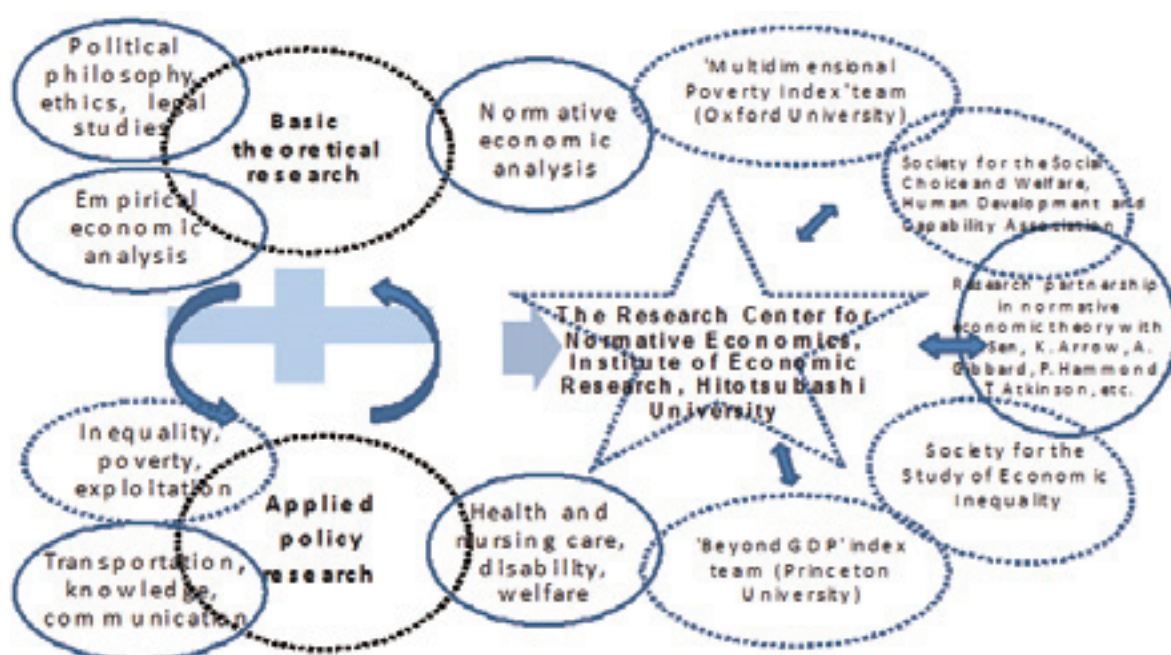 Political
philosophy,
ethics, legal
studies
Basic
theoretical
research
Empirical
economic
analysis
Normative
economic
analysis
'Multidimensional
Poverty Index' team
(Oxford University)
Society for the Social
Choice and Welfare,
Human Development and
Capability Association
Research partnership
in normative
economic theory with
Sen, K. Arrow, A.
Gibbard, P. Hammond
T. Atkinson, etc.
The Research Center for
Normative Economics,
Institute of Economic
Research, Hitotsubashi
University
Inequality,
poverty,
exploitation
Applied
policy
research
Transportation,
knowledge,
communication
Health and
nursing care,
disability,
welfare
'Beyond GDP' index
team (Princeton
University)
Society for the
Study of Economic
Inequality